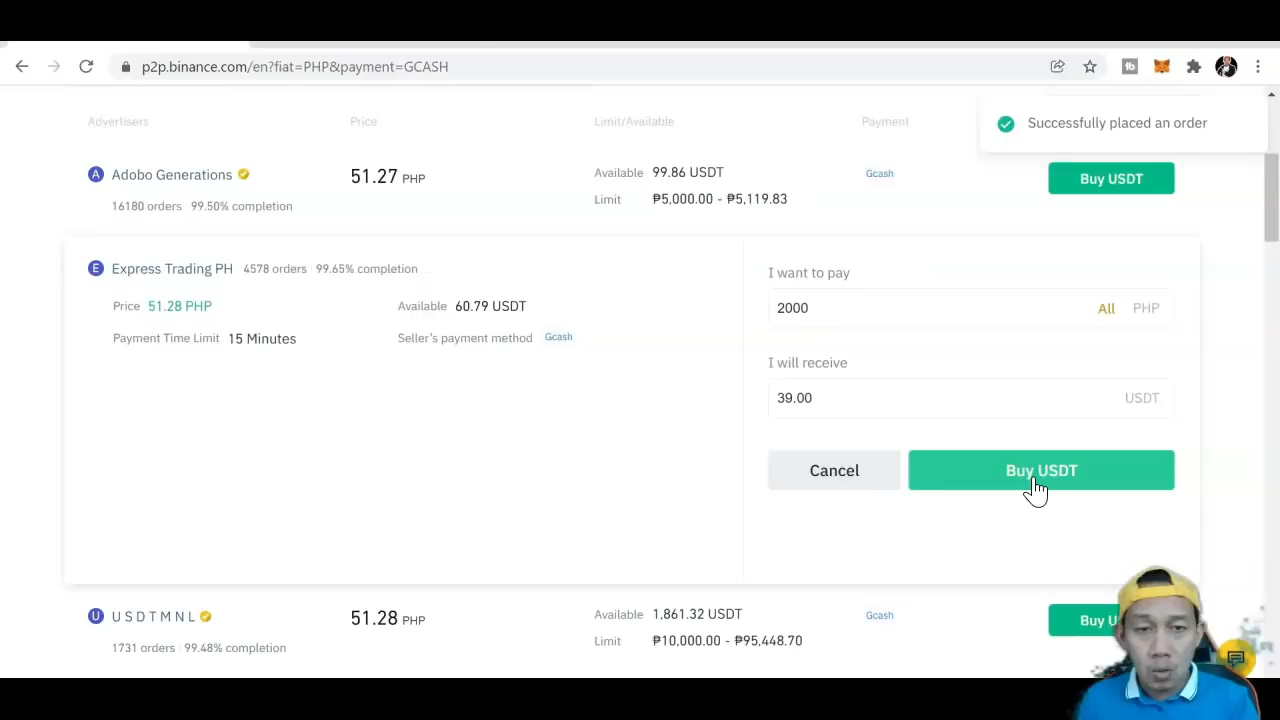 p2p.binance.com/en?fiat=PHP&payment=GCASH
Successfully placed an order
Advertisers Price Limit/Available Payment
A Adobo Generations 51.27 PHP Available 99.86 USDT Gcash Buy USDT
16180 orders 99.50% completion Limit ₱5,000.00 - ₱5,119.83
E Express Trading PH 4578 orders 99.65% completion
Price 51.28 PHP Available 60.79 USDT
Payment Time Limit 15 Minutes Seller's payment method Gcash
I want to pay
2000 All PHP
I will receive
39.00 USDT
Cancel Buy USDT
U U S D T M N L 51.28 PHP Available 1,861.32 USDT Gcash Buy U
1731 orders 99.48% completion Limit ₱10,000.00 - ₱95,448.70